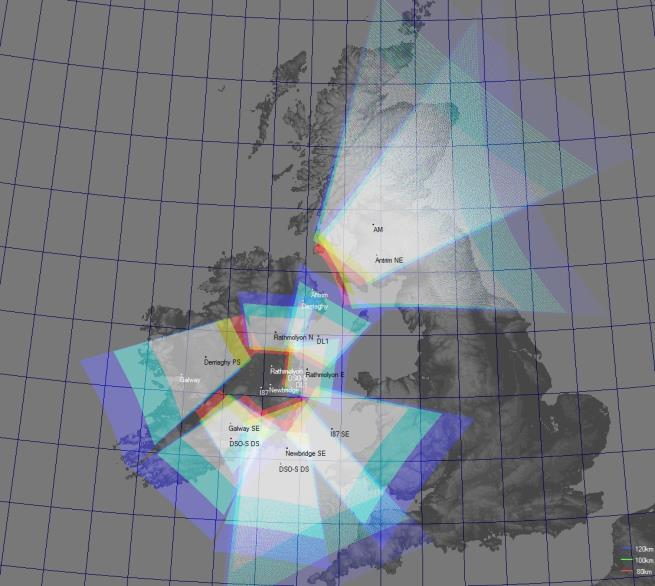 AM
Antrim NE
Antrim
Derraghy
Rathmolyon N
DL1
Derraghy PS
Galway
Rathmolyon
Rathmolyon E
DL1
I87
Newbridge
Galway SE
DSO-S DS
I87 SE
Newbridge SE
DSO-S DS
120km
100km
80km